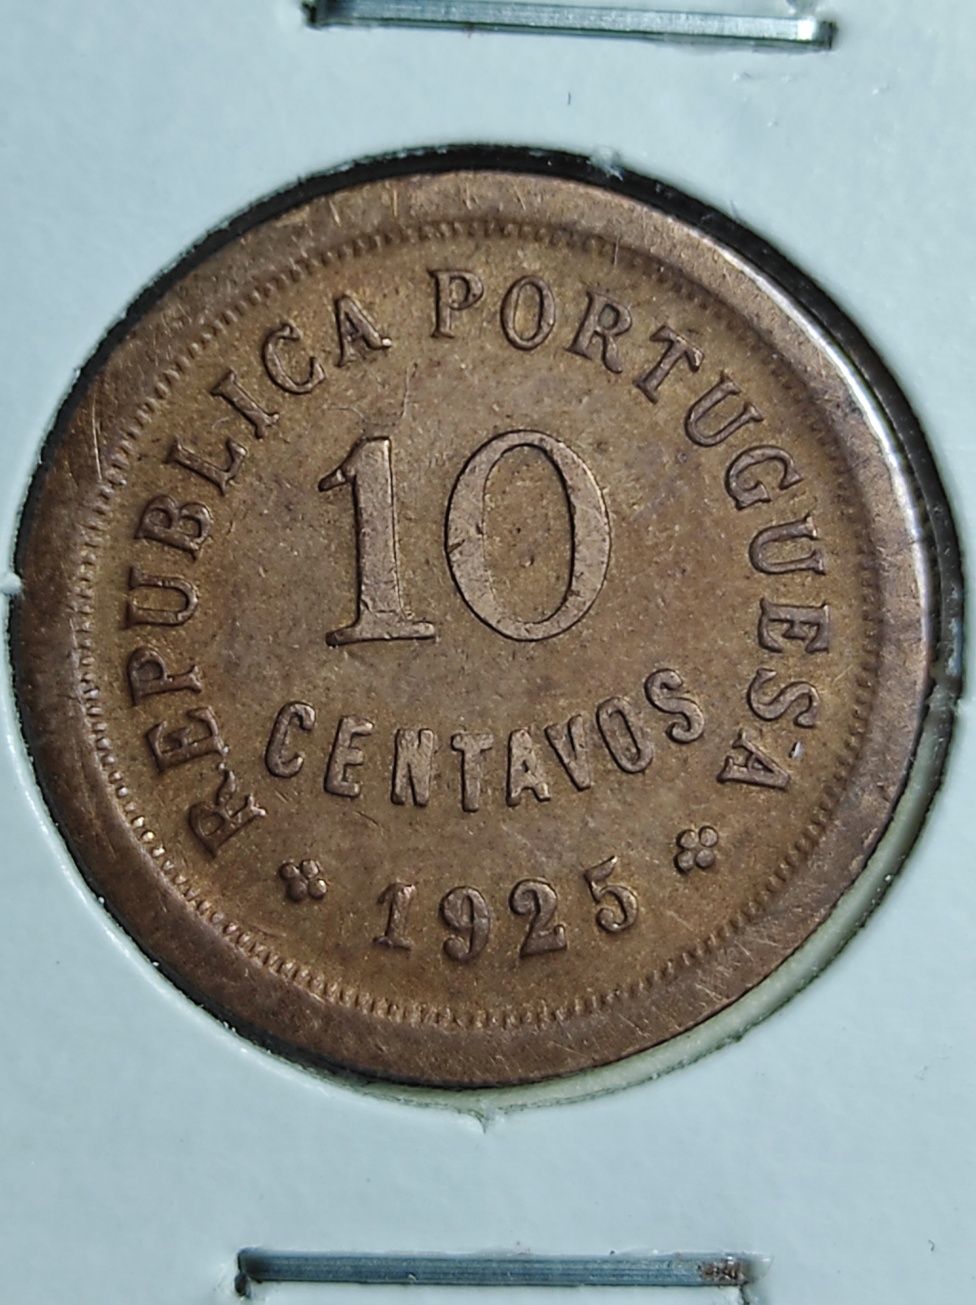 REPUBLICA PORTUGUESA
10
CENTAVOS
1925